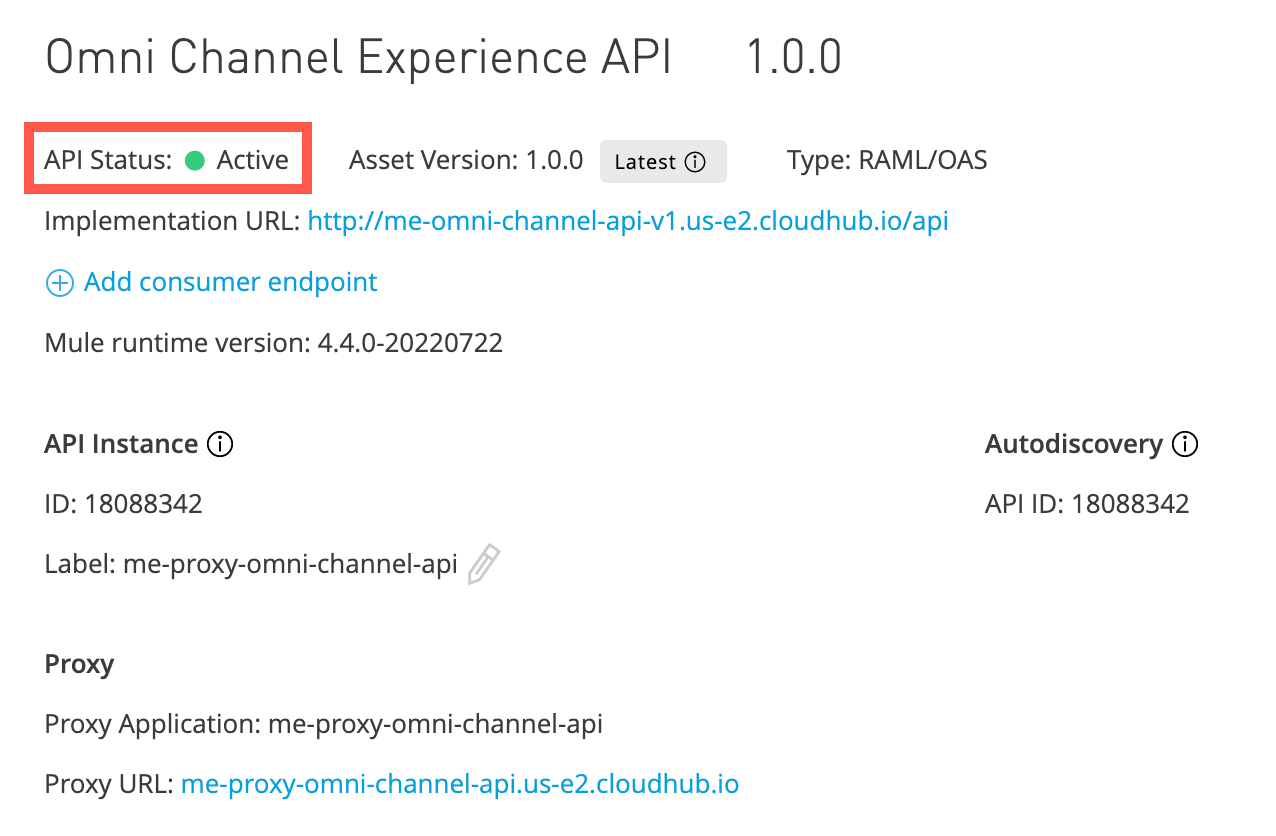 Omni Channel Experience API 1.0.0
API Status: Active Asset Version: 1.0.0 Latest Type: RAML/OAS
Implementation URL: http://me-omni-channel-api-v1.us-e2.cloudhub.io/api
Add consumer endpoint
Mule runtime version: 4.4.0-20220722
API Instance Autodiscovery
ID: 18088342 API ID: 18088342
Label: me-proxy-omni-channel-api
Proxy
Proxy Application: me-proxy-omni-channel-api
Proxy URL: me-proxy-omni-channel-api.us-e2.cloudhub.io